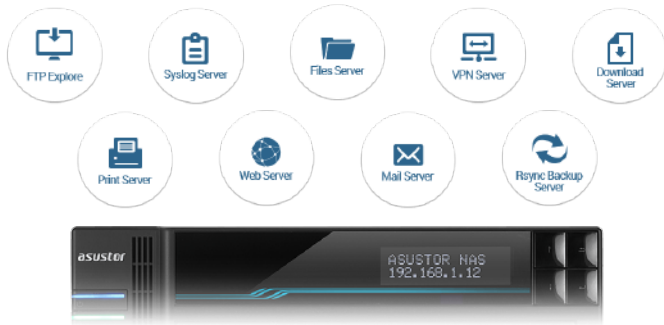 FTP Explore
Syslog Server
Files Server
VPN Server
Download
Server
Print Server
Web Server
Mail Server
Rsync Backup
Server
asustor
ASUSTOR NAS
192.168.1.12